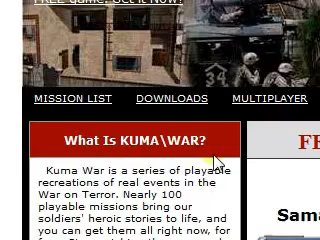 FREE game. Get it Now!
34
MISSION LIST DOWNLOADS MULTIPLAYER
What Is KUMA\WAR?
FE
Kuma War is a series of playable
recreations of real events in the
War on Terror. Nearly 100
playable missions bring our
soldiers' heroic stories to life, and
you can get them all right now, for
Sama